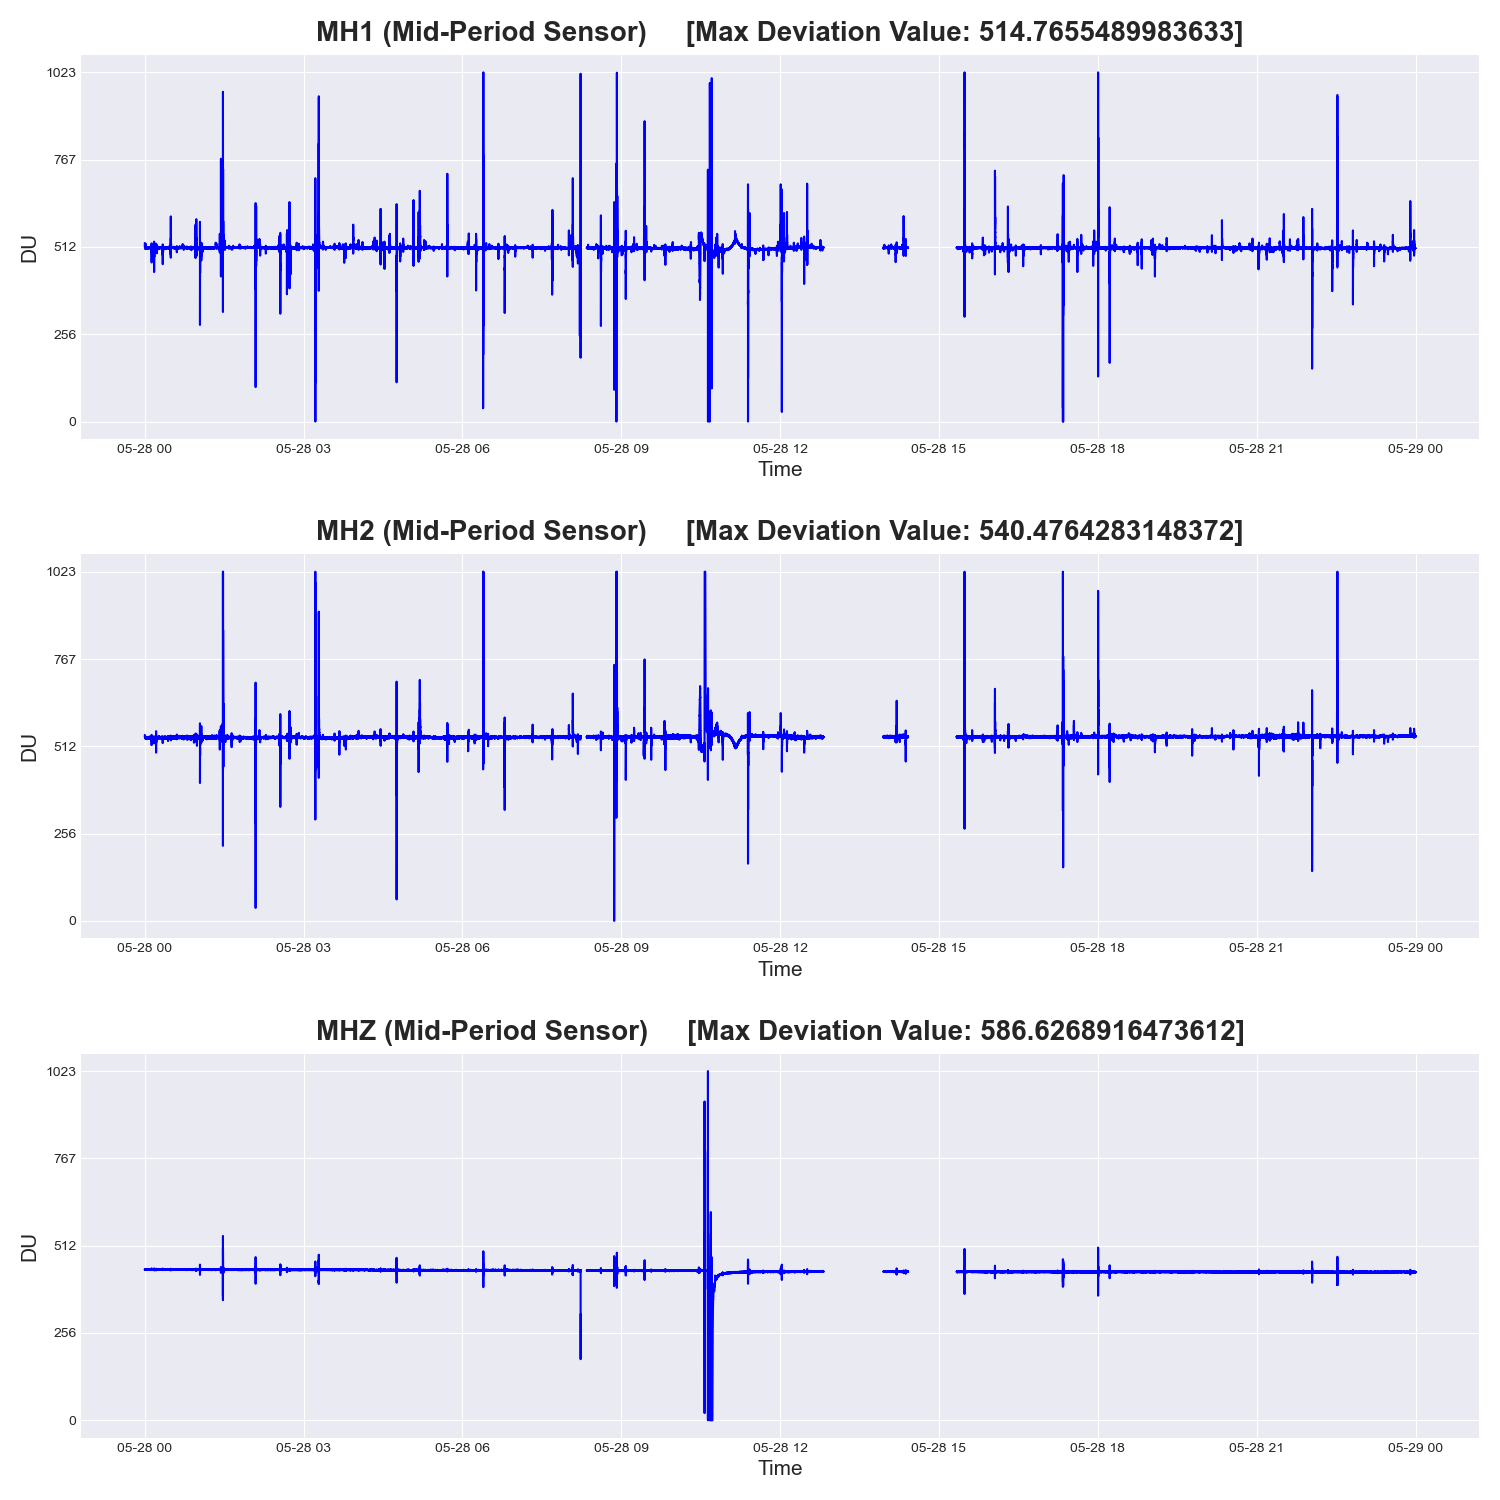 MH1 (Mid-Period Sensor) [Max Deviation Value: 514.7655489983633]
1023
767
512
256
0
DU
05-28 00 05-28 03 05-28 06 05-28 09 05-28 12 05-28 15 05-28 18 05-28 21 05-29 00
Time
MH2 (Mid-Period Sensor) [Max Deviation Value: 540.4764283148372]
1023
767
512
256
0
DU
05-28 00 05-28 03 05-28 06 05-28 09 05-28 12 05-28 15 05-28 18 05-28 21 05-29 00
Time
MHZ (Mid-Period Sensor) [Max Deviation Value: 586.6268916473612]
1023
767
512
256
0
DU
05-28 00 05-28 03 05-28 06 05-28 09 05-28 12 05-28 15 05-28 18 05-28 21 05-29 00
Time